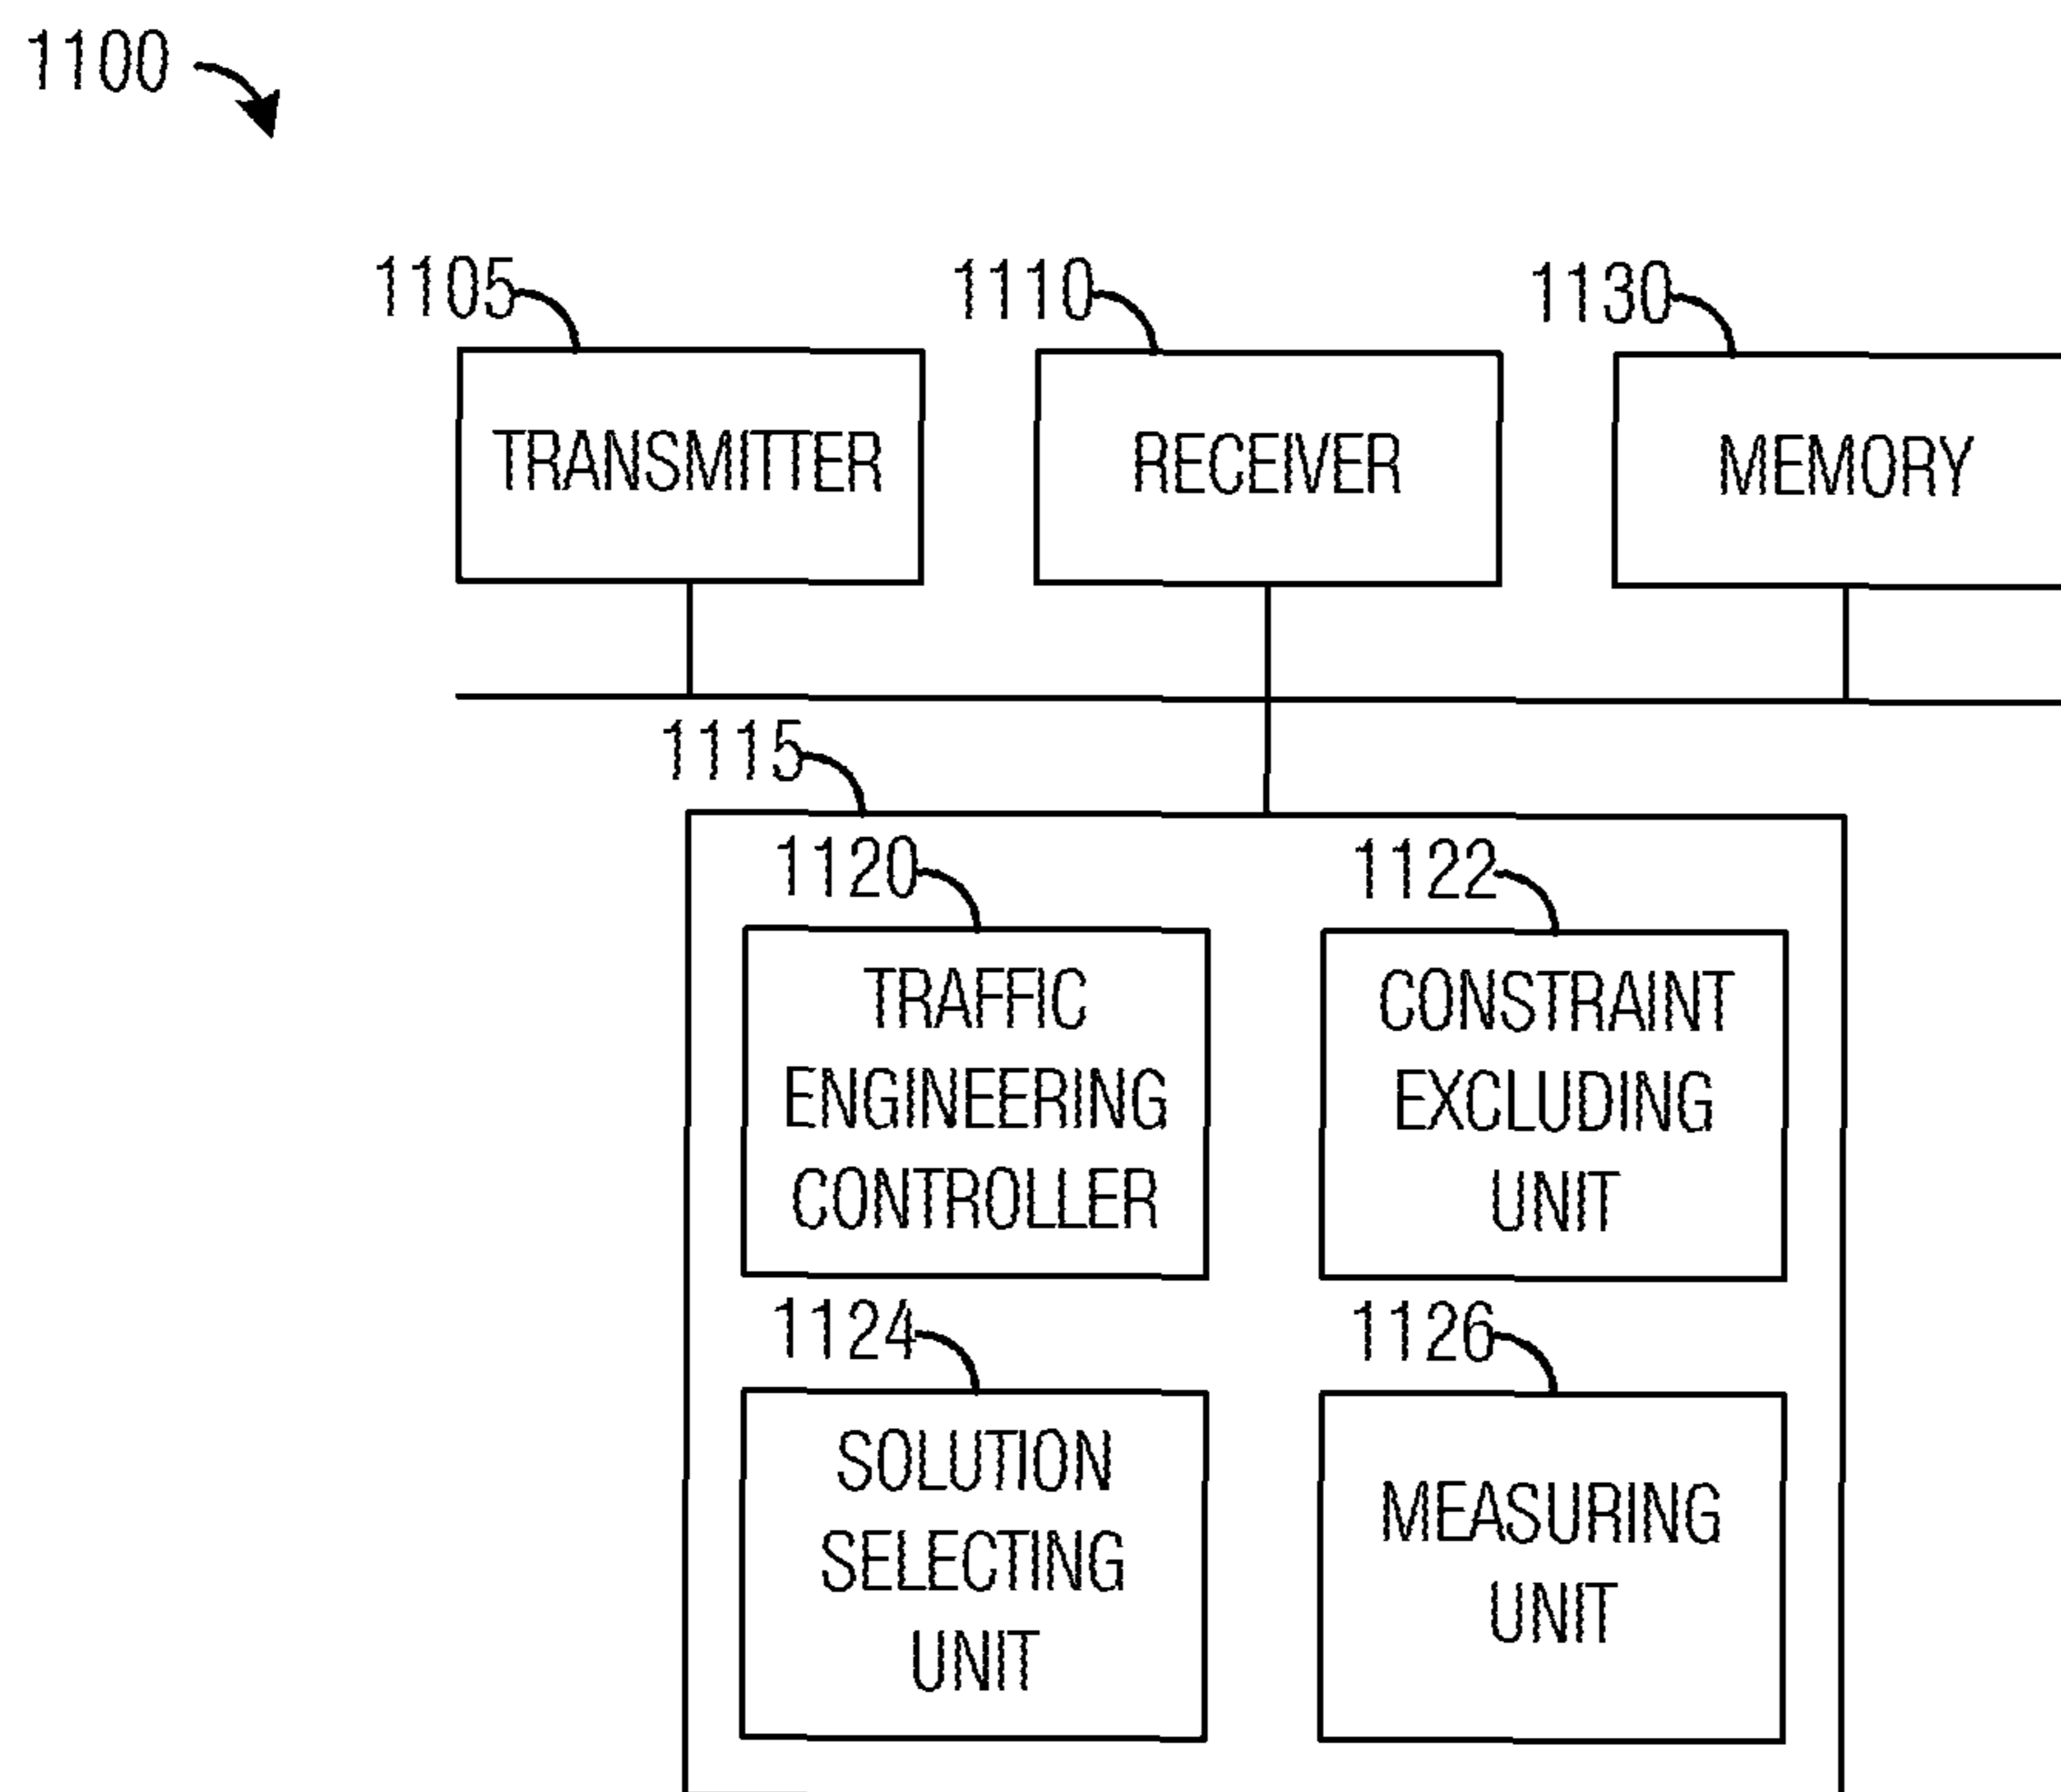 1100
1105
1110
1130
TRANSMITTER
RECEIVER
MEMORY
1115
1120
1122
TRAFFIC
ENGINEERING
CONTROLLER
CONSTRAINT
EXCLUDING
UNIT
1124
1126
SOLUTION
SELECTING
UNIT
MEASURING
UNIT